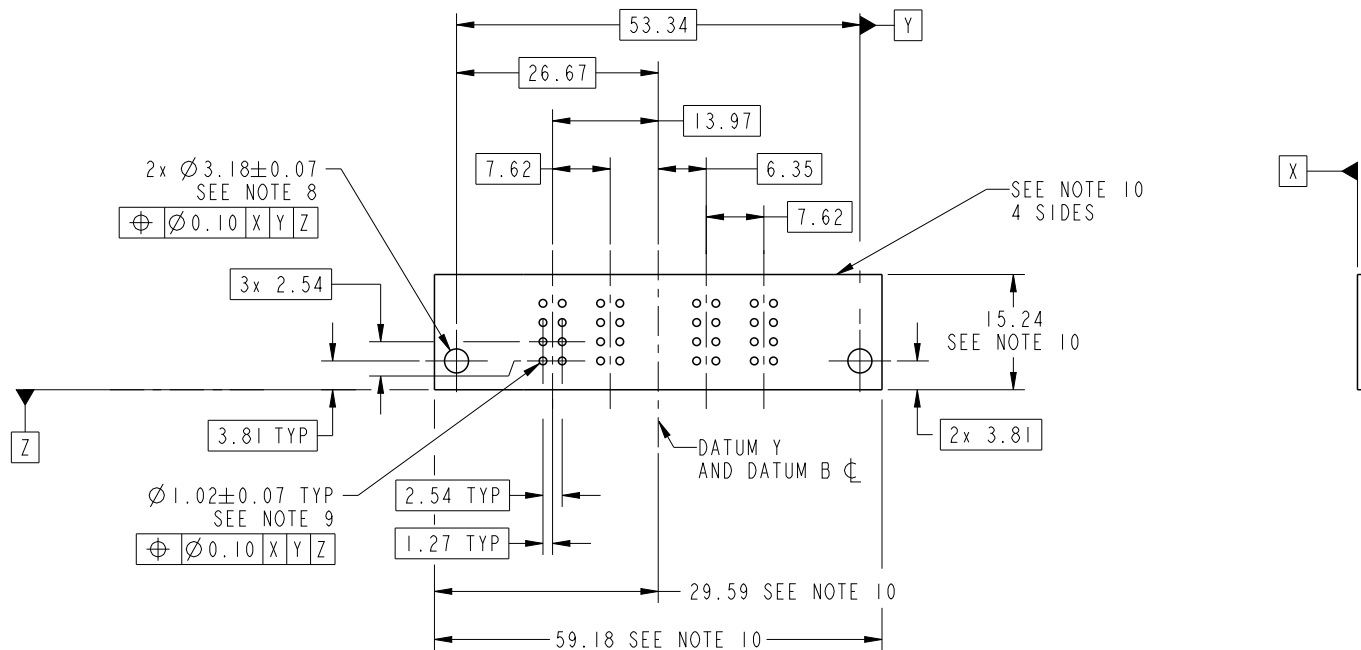 53.34
Y
26.67
13.97
2x Ø3.18±0.07
SEE NOTE 8
⌖ Ø0.10 X Y Z
7.62
6.35
X
SEE NOTE 10
4 SIDES
7.62
3x 2.54
15.24
SEE NOTE 10
3.81 TYP
2x 3.81
Z
DATUM Y
AND DATUM B ℄
Ø1.02±0.07 TYP
SEE NOTE 9
⌖ Ø0.10 X Y Z
2.54 TYP
1.27 TYP
29.59 SEE NOTE 10
59.18 SEE NOTE 10